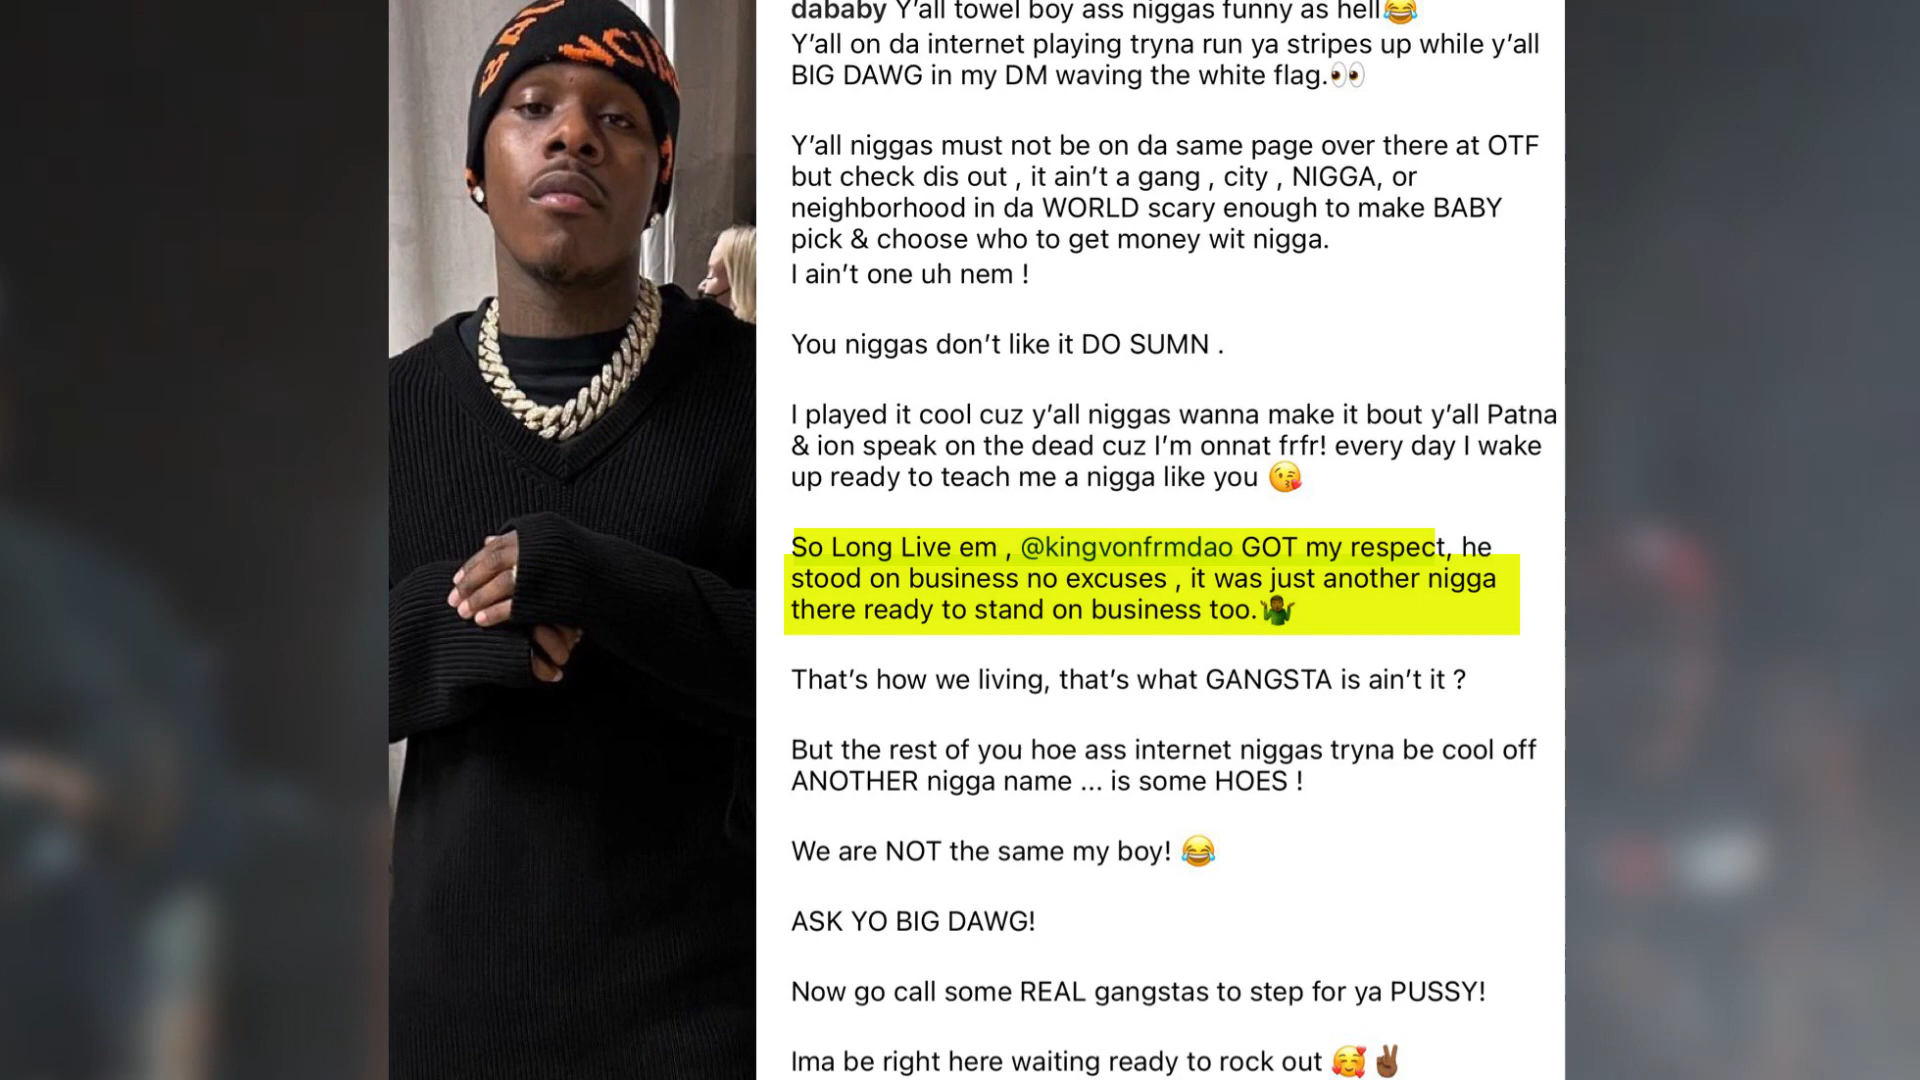 dababy Y’all towel boy ass niggas funny as hell😂
Y’all on da internet playing tryna run ya stripes up while y’all
BIG DAWG in my DM waving the white flag.👀
Y’all niggas must not be on da same page over there at OTF
but check dis out , it ain’t a gang , city , NIGGA, or
neighborhood in da WORLD scary enough to make BABY
pick & choose who to get money wit nigga.
I ain’t one uh nem !
You niggas don’t like it DO SUMN .
I played it cool cuz y’all niggas wanna make it bout y’all Patna
& ion speak on the dead cuz I’m onnat frfr! every day I wake
up ready to teach me a nigga like you 😘
So Long Live em , @kingvonfrmdao GOT my respect, he
stood on business no excuses , it was just another nigga
there ready to stand on business too.🤷🏾‍♂️
That’s how we living, that’s what GANGSTA is ain’t it ?
But the rest of you hoe ass internet niggas tryna be cool off
ANOTHER nigga name ... is some HOES !
We are NOT the same my boy! 😂
ASK YO BIG DAWG!
Now go call some REAL gangstas to step for ya PUSSY!
Ima be right here waiting ready to rock out 🥰✌🏾